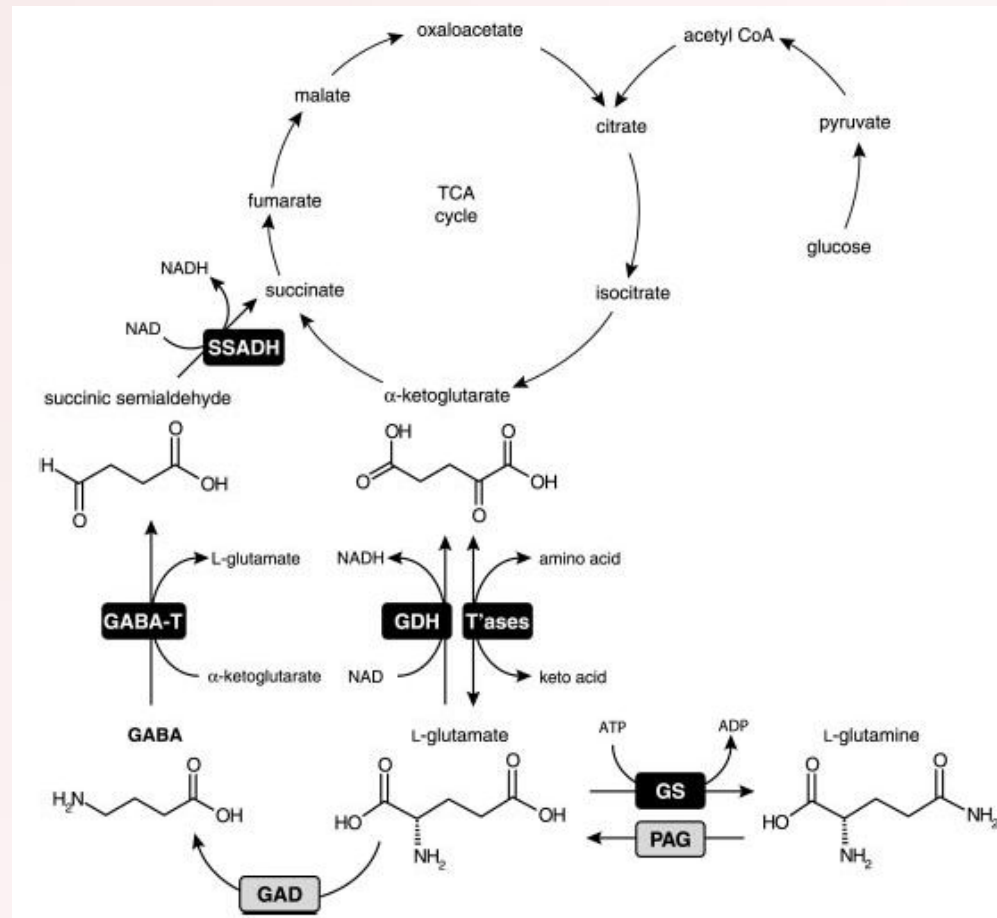 oxaloacetate
acetyl CoA
malate
citrate
pyruvate
fumarate
TCA
cycle
glucose
NADH
succinate
isocitrate
NAD
SSADH
succinic semialdehyde
α-ketoglutarate
O
H
OH
O
OH
O
O
OH
O
L-glutamate
NADH
amino acid
GABA-T
GDH
T'ases
α-ketoglutarate
NAD
keto acid
GABA
L-glutamate
ATP
ADP
L-glutamine
H₂N
O
OH
O
HO
NH₂
O
OH
GS
PAG
O
HO
NH₂
O
NH₂
GAD